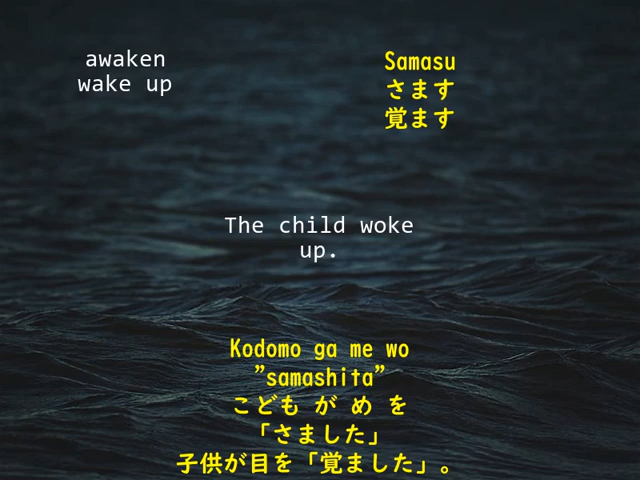 awaken
wake up
Samasu
さます
覚ます
The child woke
up.
Kodomo ga me wo
”samashita”
こども が め を
「さました」
子供が目を「覚ました」。